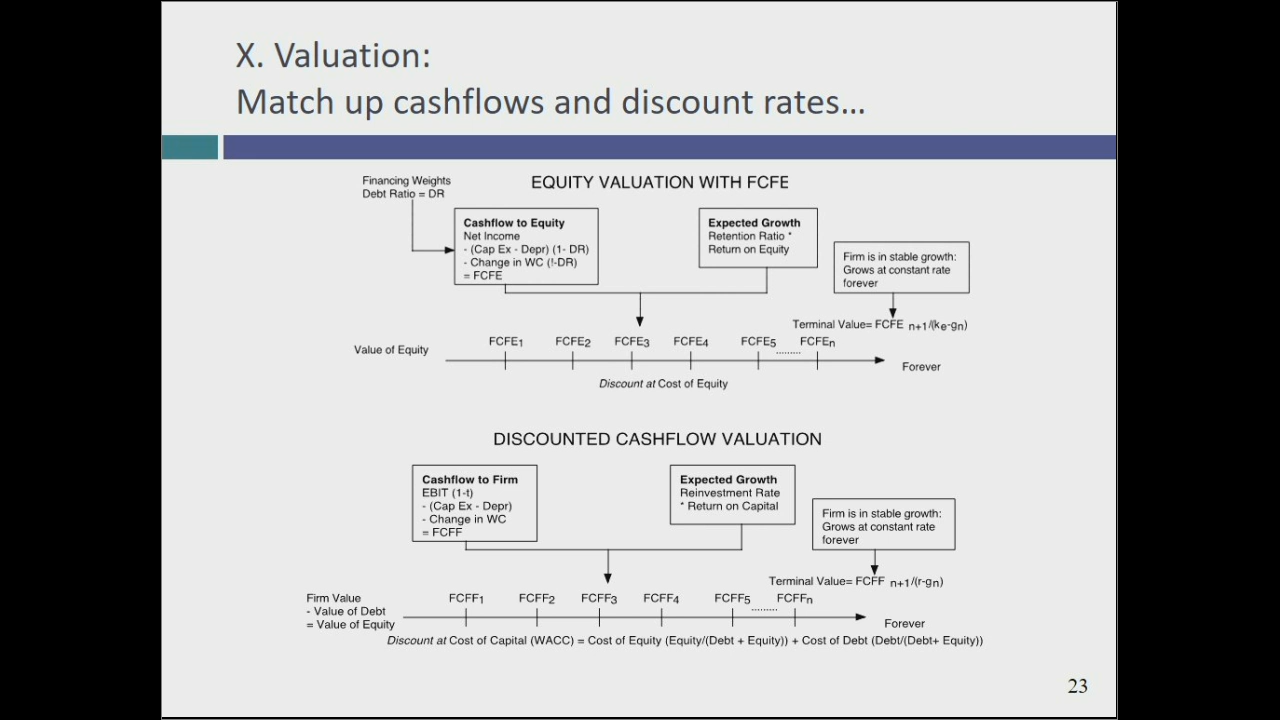 X. Valuation:
Match up cashflows and discount rates…
Financing Weights
Debt Ratio = DR
EQUITY VALUATION WITH FCFE
Cashflow to Equity
Net Income
- (Cap Ex - Depr) (1- DR)
- Change in WC (!-DR)
= FCFE
Expected Growth
Retention Ratio *
Return on Equity
Firm is in stable growth:
Grows at constant rate
forever
Terminal Value= FCFE n+1/(ke-gn)
Value of Equity
FCFE1 FCFE2 FCFE3 FCFE4 FCFE5 ......... FCFEn
Forever
Discount at Cost of Equity
DISCOUNTED CASHFLOW VALUATION
Cashflow to Firm
EBIT (1-t)
- (Cap Ex - Depr)
- Change in WC
= FCFF
Expected Growth
Reinvestment Rate
* Return on Capital
Firm is in stable growth:
Grows at constant rate
forever
Terminal Value= FCFF n+1/(r-gn)
Firm Value
- Value of Debt
= Value of Equity
FCFF1 FCFF2 FCFF3 FCFF4 FCFF5 ......... FCFFn
Forever
Discount at Cost of Capital (WACC) = Cost of Equity (Equity/(Debt + Equity)) + Cost of Debt (Debt/(Debt+ Equity))
23